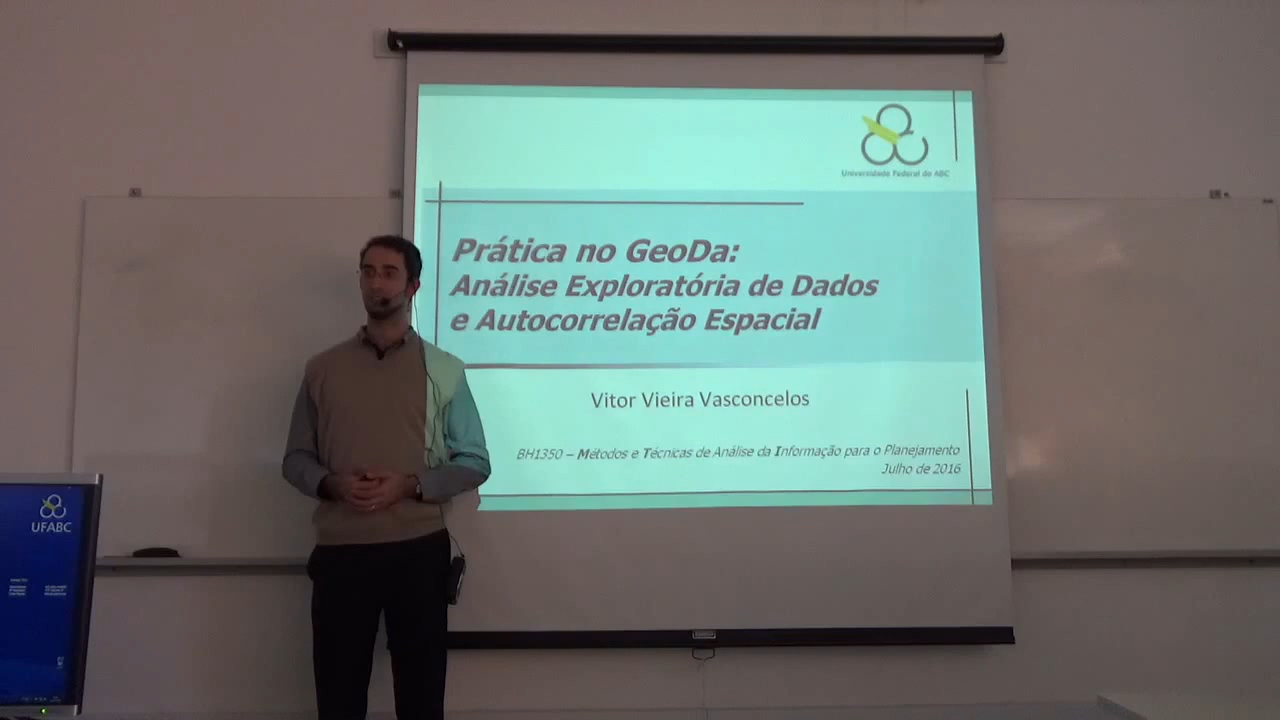 Universidade Federal do ABC
Prática no GeoDa:
Análise Exploratória de Dados
e Autocorrelação Espacial
Vitor Vieira Vasconcelos
BH1350 – Métodos e Técnicas de Análise da Informação para o Planejamento
Julho de 2016
UFABC